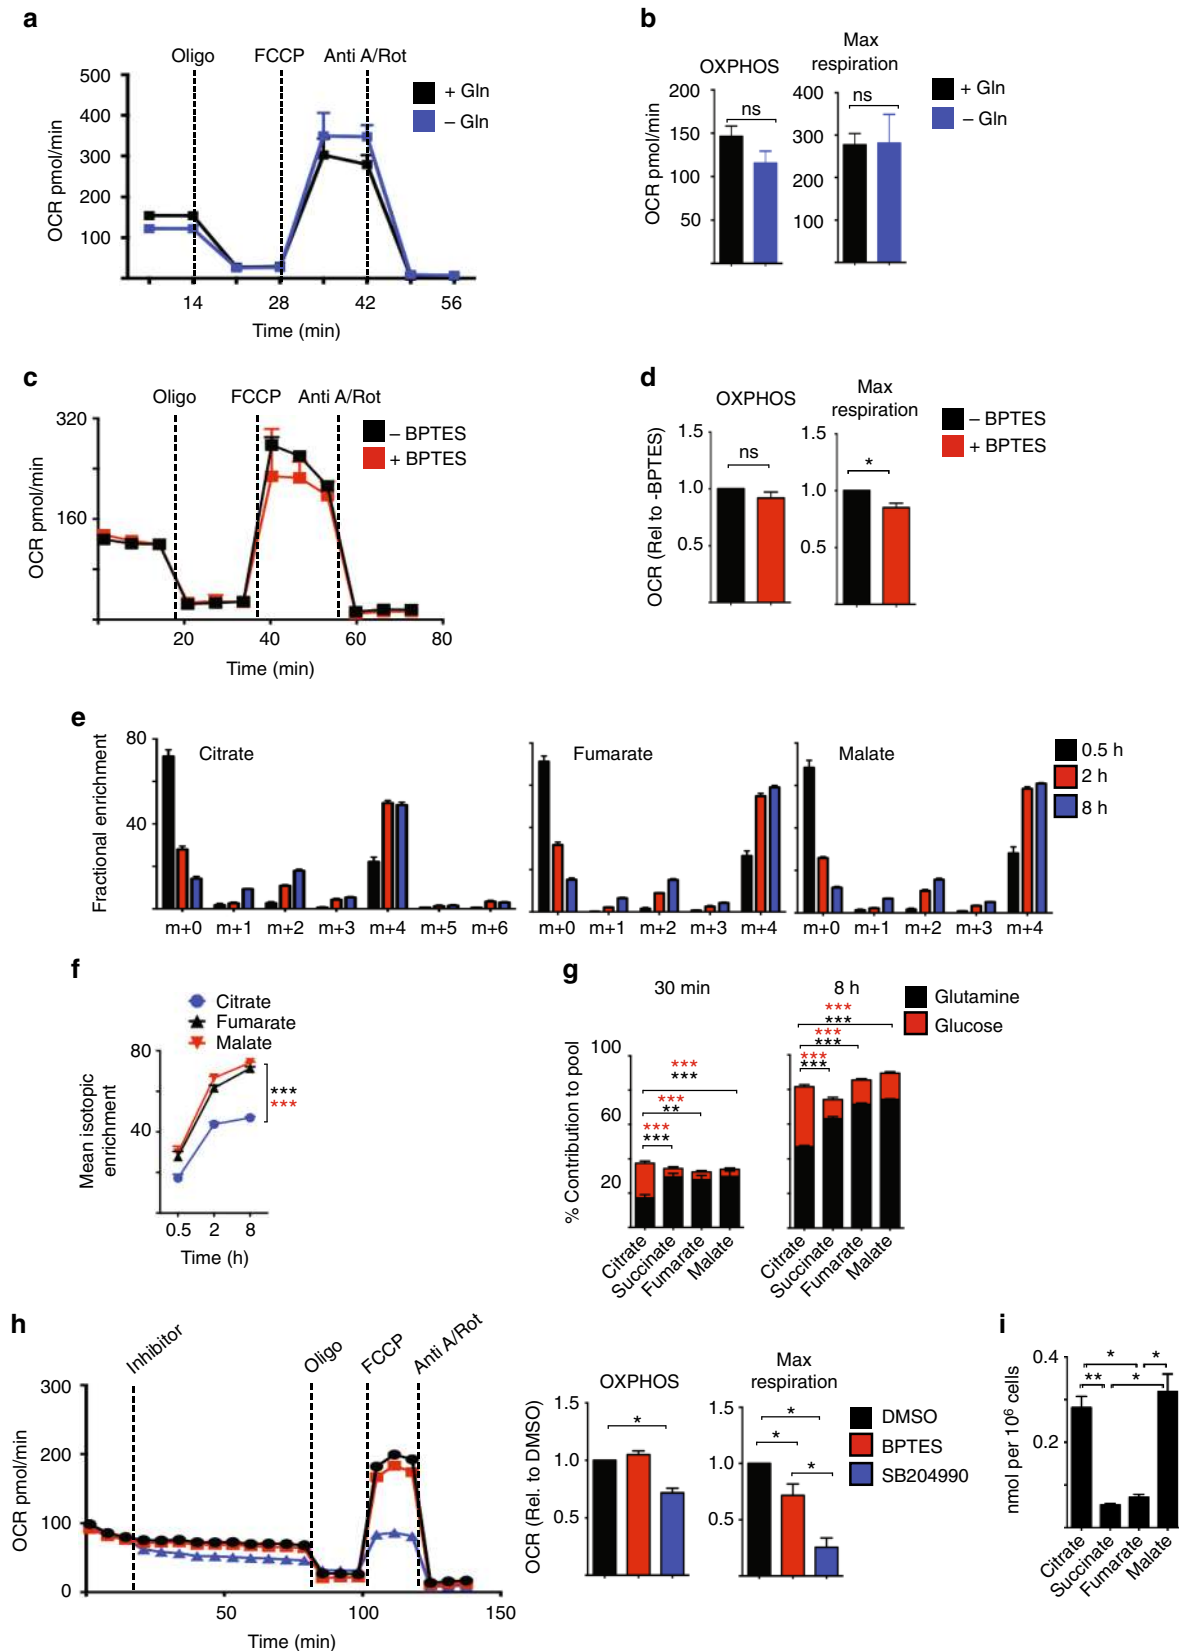 a
Oligo FCCP Anti A/Rot
500
400
300
200
100
OCR pmol/min
14 28 42 56
Time (min)
+ Gln
– Gln
b
OXPHOS
Max
respiration
+ Gln
– Gln
OCR pmol/min
200
150
100
50
ns
400
300
200
100
ns
c
Oligo FCCP Anti A/Rot
320
160
OCR pmol/min
20 40 60 80
Time (min)
– BPTES
+ BPTES
d
OXPHOS
Max
respiration
– BPTES
+ BPTES
OCR (Rel to -BPTES)
1.5
1.0
0.5
ns
1.5
1.0
0.5
*
e
Fractional enrichment
80
40
Citrate
m+0 m+1 m+2 m+3 m+4 m+5 m+6
Fumarate
m+0 m+1 m+2 m+3 m+4
Malate
m+0 m+1 m+2 m+3 m+4
0.5 h
2 h
8 h
f
Citrate
Fumarate
Malate
Mean isotopic
enrichment
80
40
***
***
0.5 2 8
Time (h)
g
30 min
8 h
Glutamine
Glucose
% Contribution to pool
100
60
20
***
***
***
**
***
***
Citrate
Succinate
Fumarate
Malate
***
***
***
***
***
***
Citrate
Succinate
Fumarate
Malate
h
Inhibitor
Oligo
FCCP
Anti A/Rot
OCR pmol/min
300
200
100
0
50 100 150
Time (min)
OXPHOS
Max
respiration
OCR (Rel. to DMSO)
1.5
1.0
0.5
*
1.5
1.0
0.5
*
*
*
DMSO
BPTES
SB204990
i
nmol per 10⁶ cells
0.4
0.2
* *
** *
Citrate
Succinate
Fumarate
Malate